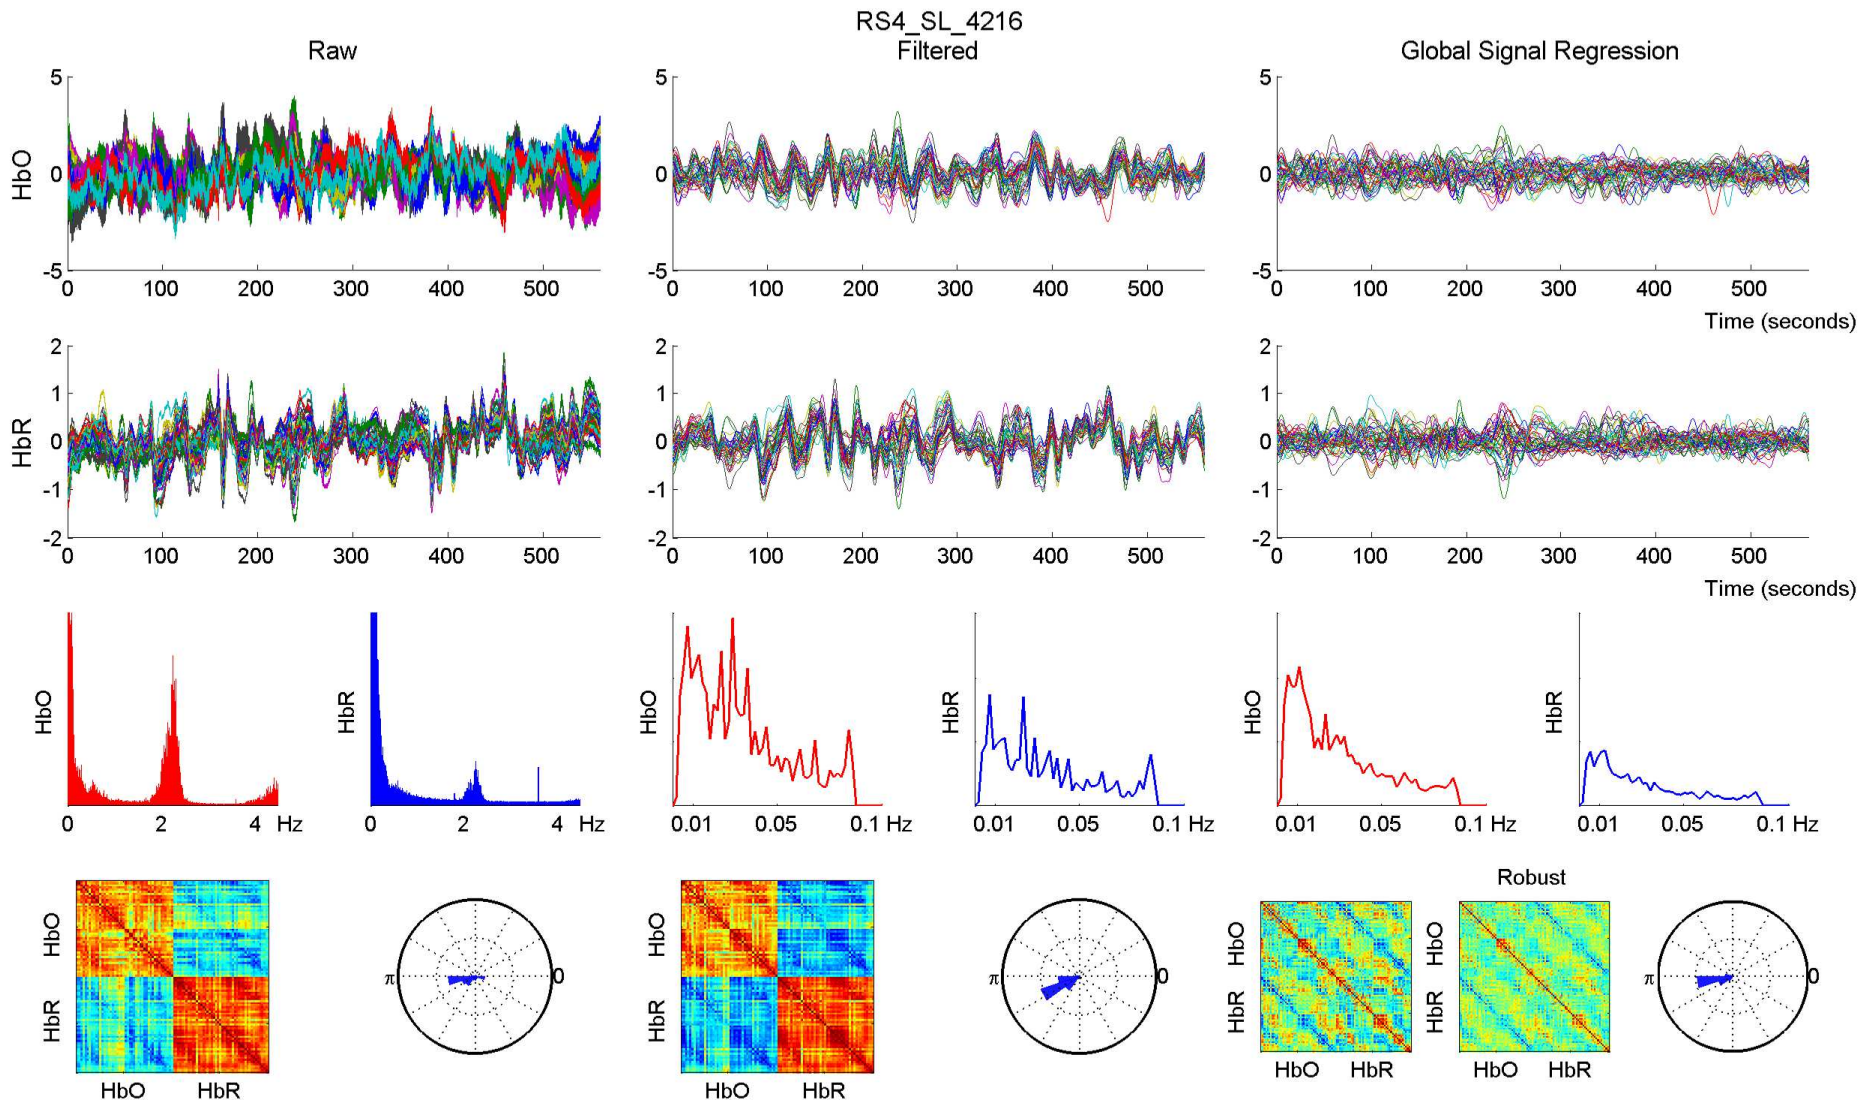 RS4_SL_4216
Raw
Filtered
Global Signal Regression
HbO
5
0
-5
0 100 200 300 400 500
5
0
-5
0 100 200 300 400 500
5
0
-5
0 100 200 300 400 500
Time (seconds)
HbR
2
1
0
-1
-2
0 100 200 300 400 500
2
1
0
-1
-2
0 100 200 300 400 500
2
1
0
-1
-2
0 100 200 300 400 500
Time (seconds)
HbO
0 2 4 Hz
HbR
0 2 4 Hz
HbO
0.01 0.05 0.1 Hz
HbR
0.01 0.05 0.1 Hz
HbO
0.01 0.05 0.1 Hz
HbR
0.01 0.05 0.1 Hz
HbO
HbR
HbO HbR
π 0
HbO
HbR
HbO HbR
π 0
HbO
HbR
HbO HbR
Robust
HbO
HbR
HbO HbR
π 0